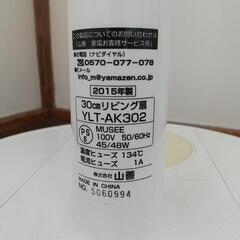 この製品についてのお問い合わせは
「山善 家電お客様サービス係」
お電話（ナビダイヤル）
☎0570-077-078
Eメール
info_m@yamazen.co.jp
2015年製
30cmリビング扇
YLT-AK302
PSE
MUSEE
100V 50/60Hz
45/48W
温度ヒューズ 134℃
電流ヒューズ 1A
株式会社 山善
MADE IN CHINA
NO. 5060994